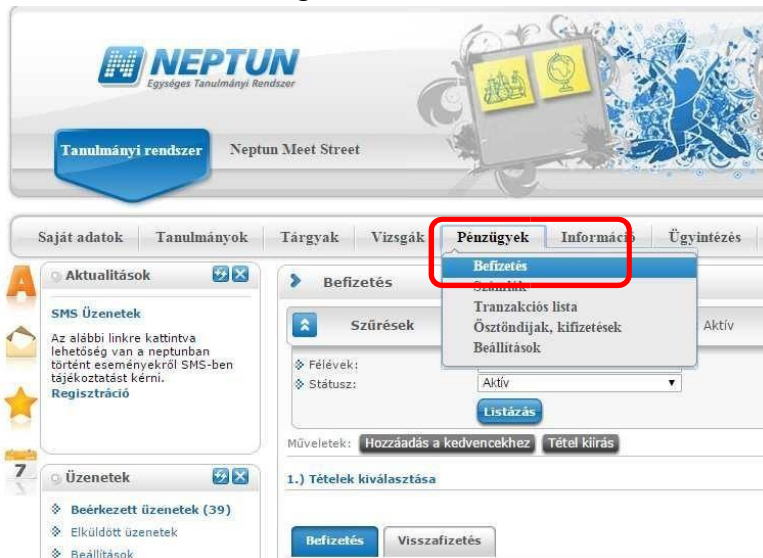 NEPTUN
Egységes Tanulmányi Rendszer
Tanulmányi rendszer
Neptun Meet Street
Saját adatok
Tanulmányok
Tárgyak
Vizsgák
Pénzügyek
Információ
Ügyintézés
Befizetés
Számlák
Tranzakciós lista
Ösztöndíjak, kifizetések
Beállítások
Aktualitások
SMS Üzenetek
Az alábbi linkre kattintva
lehetőség van a neptunban
történt eseményekről SMS-ben
tájékoztatást kérni.
Regisztráció
7
Üzenetek
Beérkezett üzenetek (39)
Elküldött üzenetek
Beállítások
Befizetés
Szűrések
Aktív
Félévek:
Státusz:
Aktív
Listázás
Műveletek: Hozzáadás a kedvencekhez Tétel kiírás
1.) Tételek kiválasztása
Befizetés
Visszafizetés